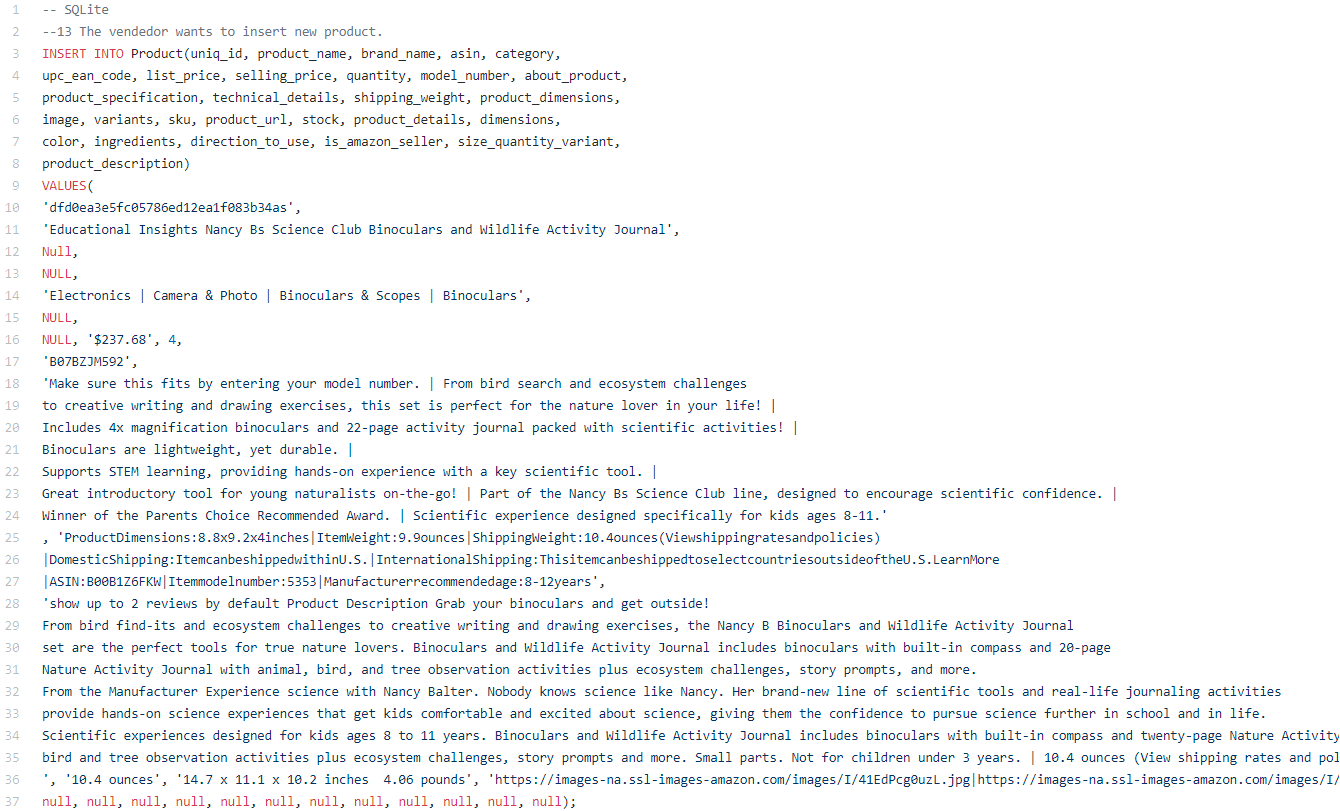 1 -- SQLite
2 --13 The vendedor wants to insert new product.
3 INSERT INTO Product(uniq_id, product_name, brand_name, asin, category,
4 upc_ean_code, list_price, selling_price, quantity, model_number, about_product,
5 product_specification, technical_details, shipping_weight, product_dimensions,
6 image, variants, sku, product_url, stock, product_details, dimensions,
7 color, ingredients, direction_to_use, is_amazon_seller, size_quantity_variant,
8 product_description)
9 VALUES(
10 'dfd0ea3e5fc05786ed12ea1f083b34as',
11 'Educational Insights Nancy Bs Science Club Binoculars and Wildlife Activity Journal',
12 Null,
13 NULL,
14 'Electronics | Camera & Photo | Binoculars & Scopes | Binoculars',
15 NULL,
16 NULL, '$237.68', 4,
17 'B07BZJM592',
18 'Make sure this fits by entering your model number. | From bird search and ecosystem challenges
19 to creative writing and drawing exercises, this set is perfect for the nature lover in your life! |
20 Includes 4x magnification binoculars and 22-page activity journal packed with scientific activities! |
21 Binoculars are lightweight, yet durable. |
22 Supports STEM learning, providing hands-on experience with a key scientific tool. |
23 Great introductory tool for young naturalists on-the-go! | Part of the Nancy Bs Science Club line, designed to encourage scientific confidence. |
24 Winner of the Parents Choice Recommended Award. | Scientific experience designed specifically for kids ages 8-11.'
25 , 'ProductDimensions:8.8x9.2x4inches|ItemWeight:9.9ounces|ShippingWeight:10.4ounces(Viewshippingratesandpolicies)
26 |DomesticShipping:ItemcanbeshippedwithinU.S.|InternationalShipping:ThisitemcanbeshippedtoselectcountriesoutsideoftheU.S.LearnMore
27 |ASIN:B00B1Z6FKW|Itemmodelnumber:5353|Manufacturerrecommendedage:8-12years',
28 'show up to 2 reviews by default Product Description Grab your binoculars and get outside!
29 From bird find-its and ecosystem challenges to creative writing and drawing exercises, the Nancy B Binoculars and Wildlife Activity Journal
30 set are the perfect tools for true nature lovers. Binoculars and Wildlife Activity Journal includes binoculars with built-in compass and 20-page
31 Nature Activity Journal with animal, bird, and tree observation activities plus ecosystem challenges, story prompts, and more.
32 From the Manufacturer Experience science with Nancy Balter. Nobody knows science like Nancy. Her brand-new line of scientific tools and real-life journaling activities
33 provide hands-on science experiences that get kids comfortable and excited about science, giving them the confidence to pursue science further in school and in life.
34 Scientific experiences designed for kids ages 8 to 11 years. Binoculars and Wildlife Activity Journal includes binoculars with built-in compass and twenty-page Nature Activity
35 bird and tree observation activities plus ecosystem challenges, story prompts and more. Small parts. Not for children under 3 years. | 10.4 ounces (View shipping rates and pol
36 ', '10.4 ounces', '14.7 x 11.1 x 10.2 inches  4.06 pounds', 'https://images-na.ssl-images-amazon.com/images/I/41EdPcg0uzL.jpg|https://images-na.ssl-images-amazon.com/images/I/
37 null, null, null, null, null, null, null, null, null, null, null, null);